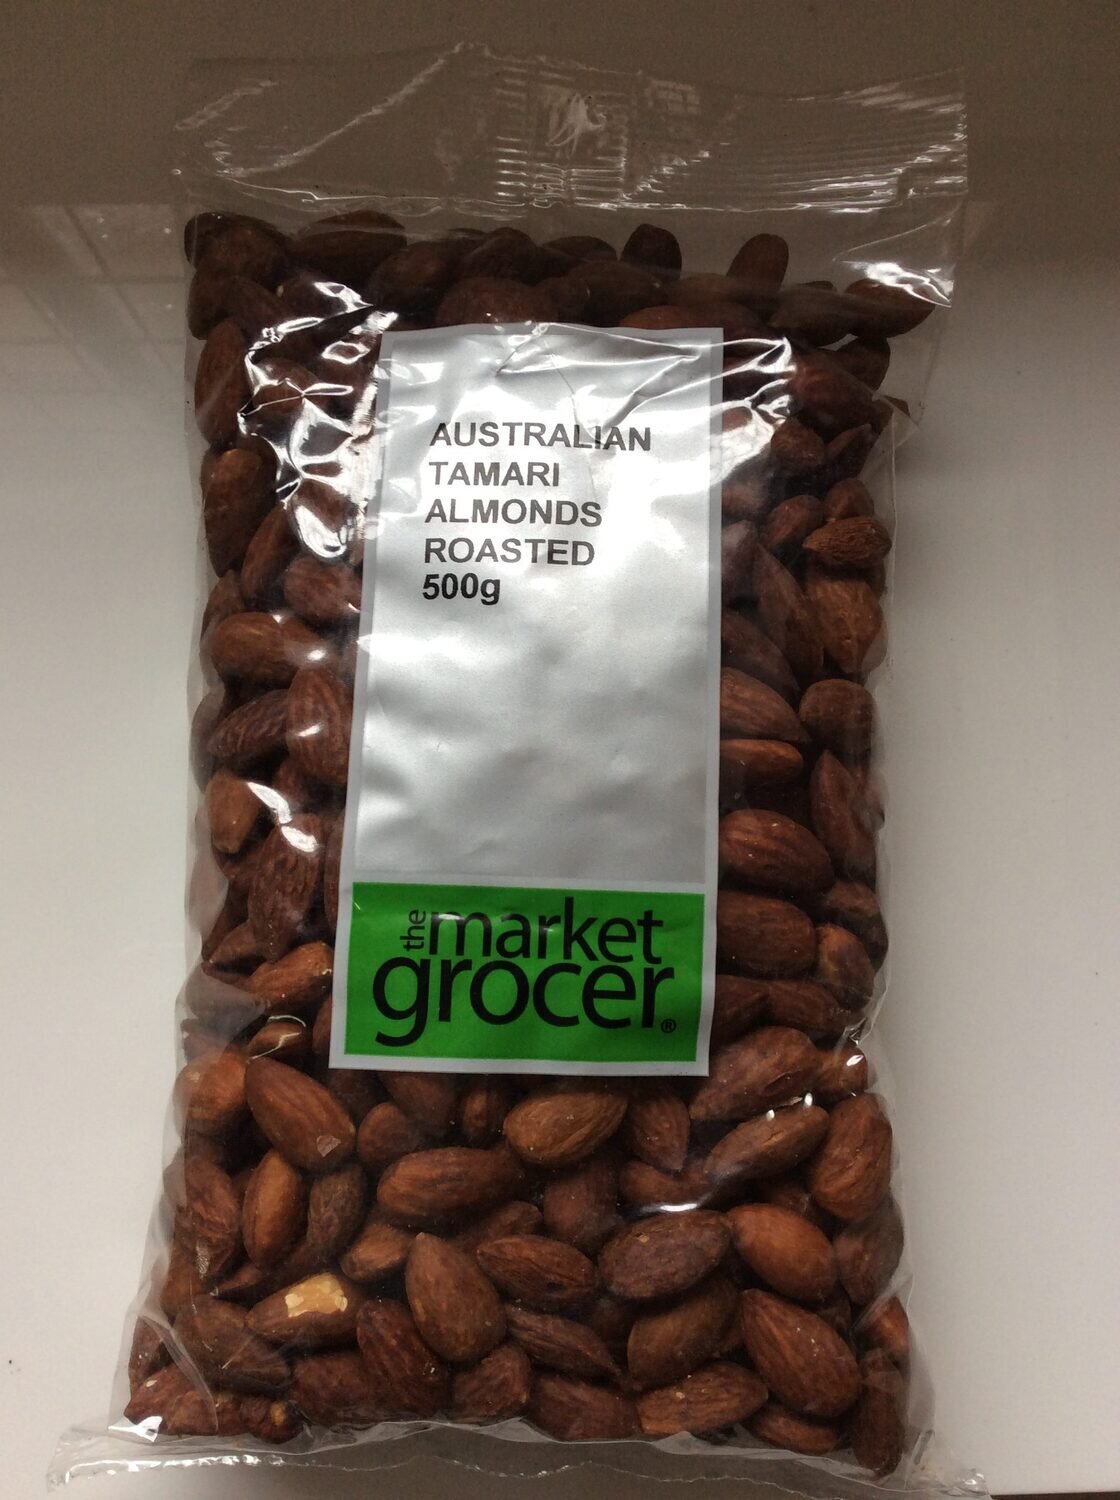 AUSTRALIAN
TAMARI
ALMONDS
ROASTED
500g
the market
grocer®